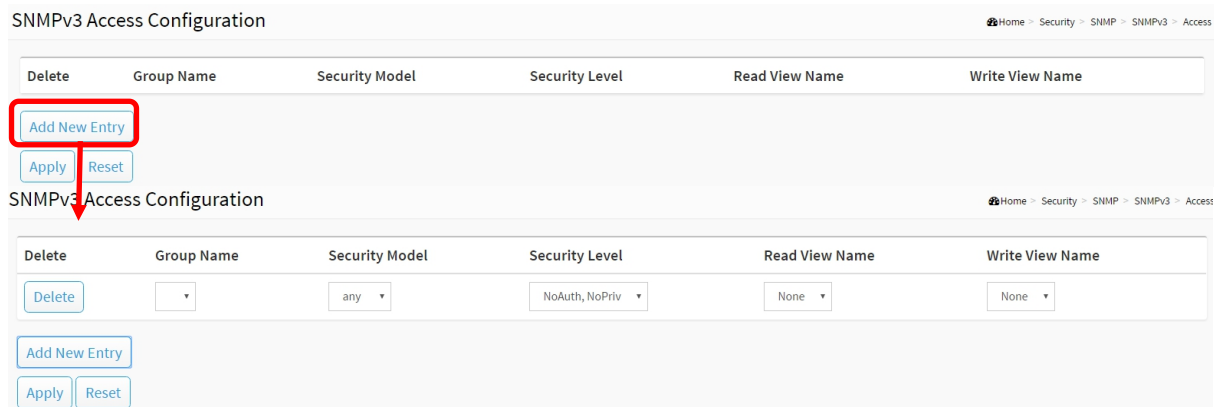 SNMPv3 Access Configuration
Home > Security > SNMP > SNMPv3 > Access
Delete Group Name Security Model Security Level Read View Name Write View Name
Add New Entry
Apply Reset
SNMPv3 Access Configuration
Home > Security > SNMP > SNMPv3 > Access
Delete Group Name Security Model Security Level Read View Name Write View Name
Delete any NoAuth, NoPriv None None
Add New Entry
Apply Reset